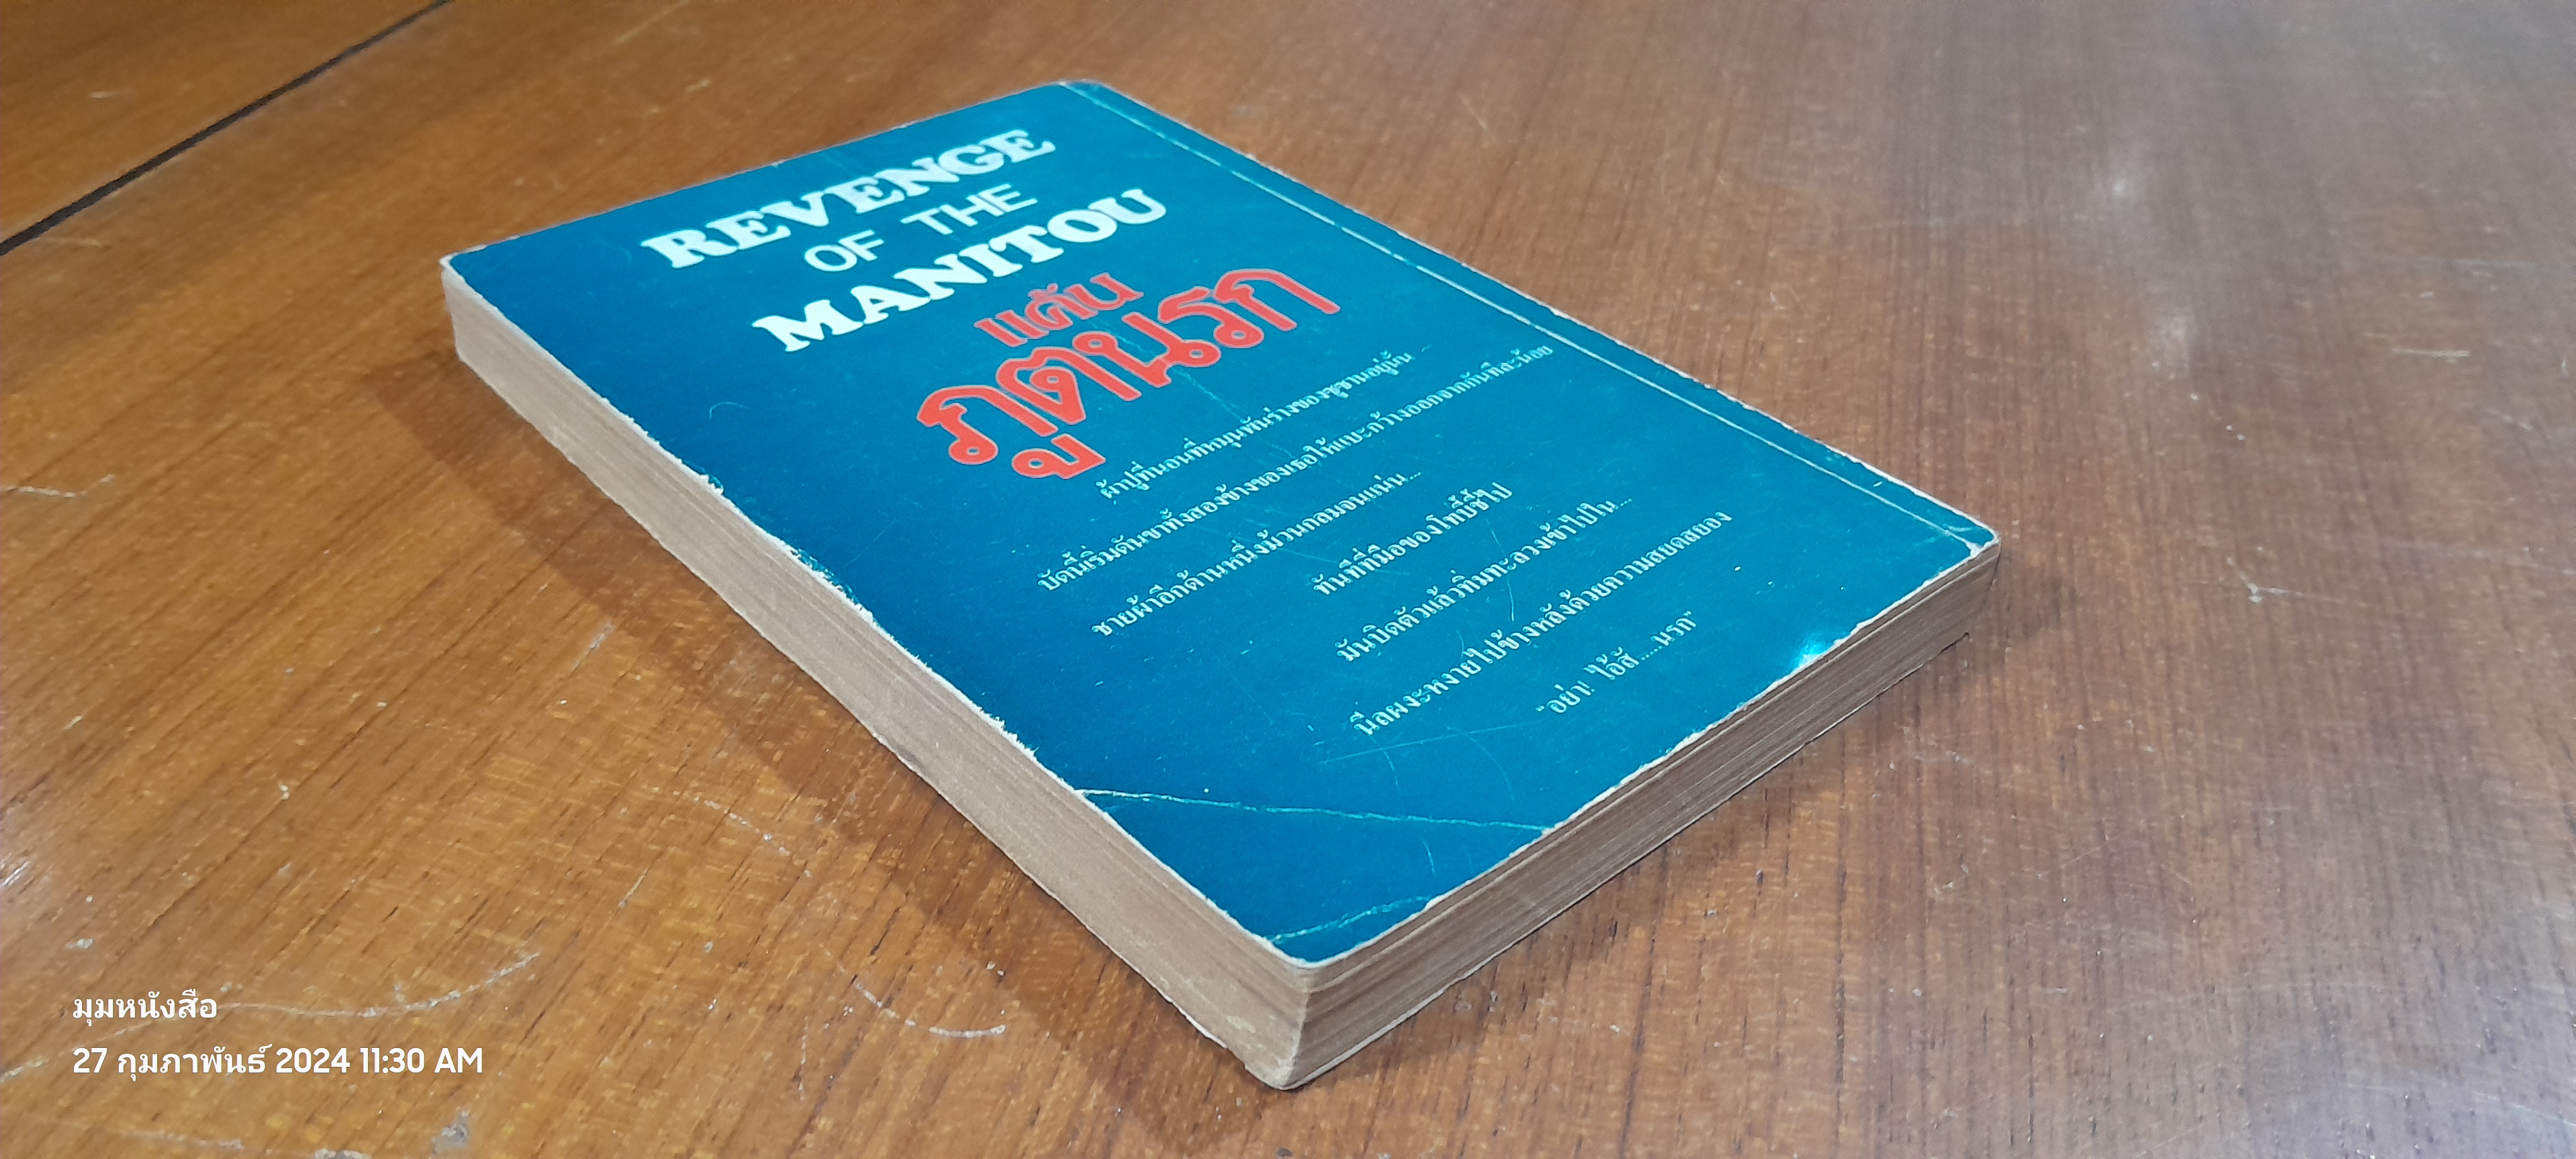 REVENGE
OF THE
MANITOU
แค้น
ภูตนรก
ผ้าปูที่นอนที่หมุนพันร่างของซูซานอยู่นั้น
บัดนี้เริ่มดันขาทั้งสองข้างของเธอให้แบะกว้างออกจากกันทีละน้อย
ชายผ้าอีกด้านหนึ่งม้วนกลมจนแน่น...
ทันทีที่มือของโทบี้ชี้ไป
มันบิดตัวแล้วทิ่มทะลวงเข้าไปใน...
นีลผงะหงายไปข้างหลังด้วยความสยดสยอง
"อย่า! ไอ้สั.....นรก"
มุมหนังสือ
27 กุมภาพันธ์ 2024 11:30 AM